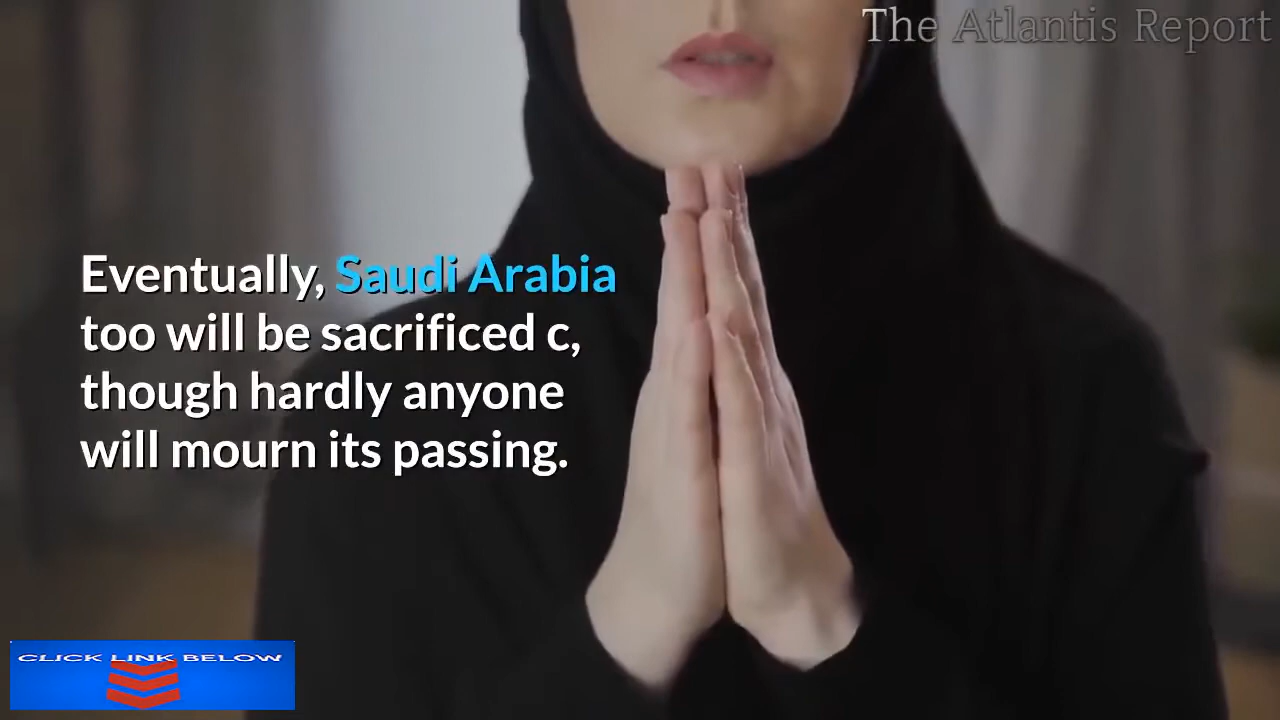 The Atlantis Report
Eventually, Saudi Arabia
too will be sacrificed c,
though hardly anyone
will mourn its passing.
CLICK LINK BELOW